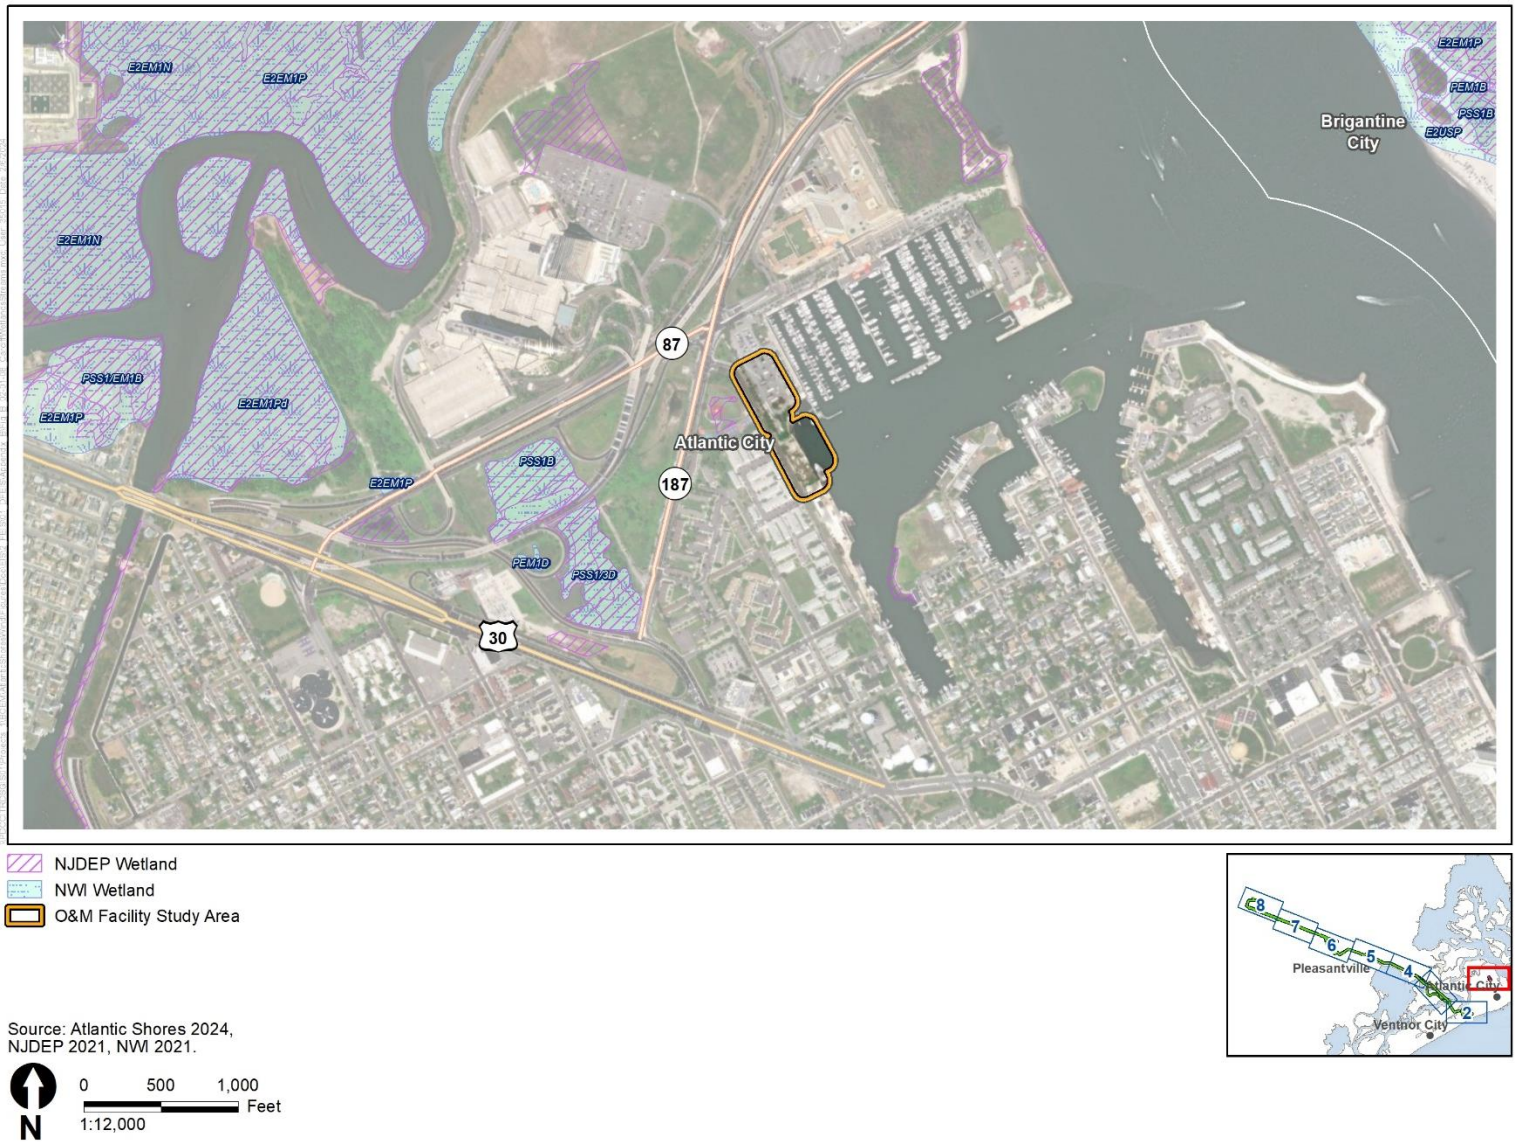 E2EM1N
E2EM1P
E2EM1P
PEM1B
PSS1B
E2USP
Brigantine
City
E2EM1N
87
PSS1/EM1B
E2EM1P
E2EM1Pd
Atlantic City
PSS1B
E2EM1P
187
PEM1D
PSS1/3D
30
NJDEP Wetland
NWI Wetland
O&M Facility Study Area
8
7
6
5
4
Pleasantville
Atlantic City
2
Ventnor City
Source: Atlantic Shores 2024,
NJDEP 2021, NWI 2021.
N
0 500 1,000
Feet
1:12,000